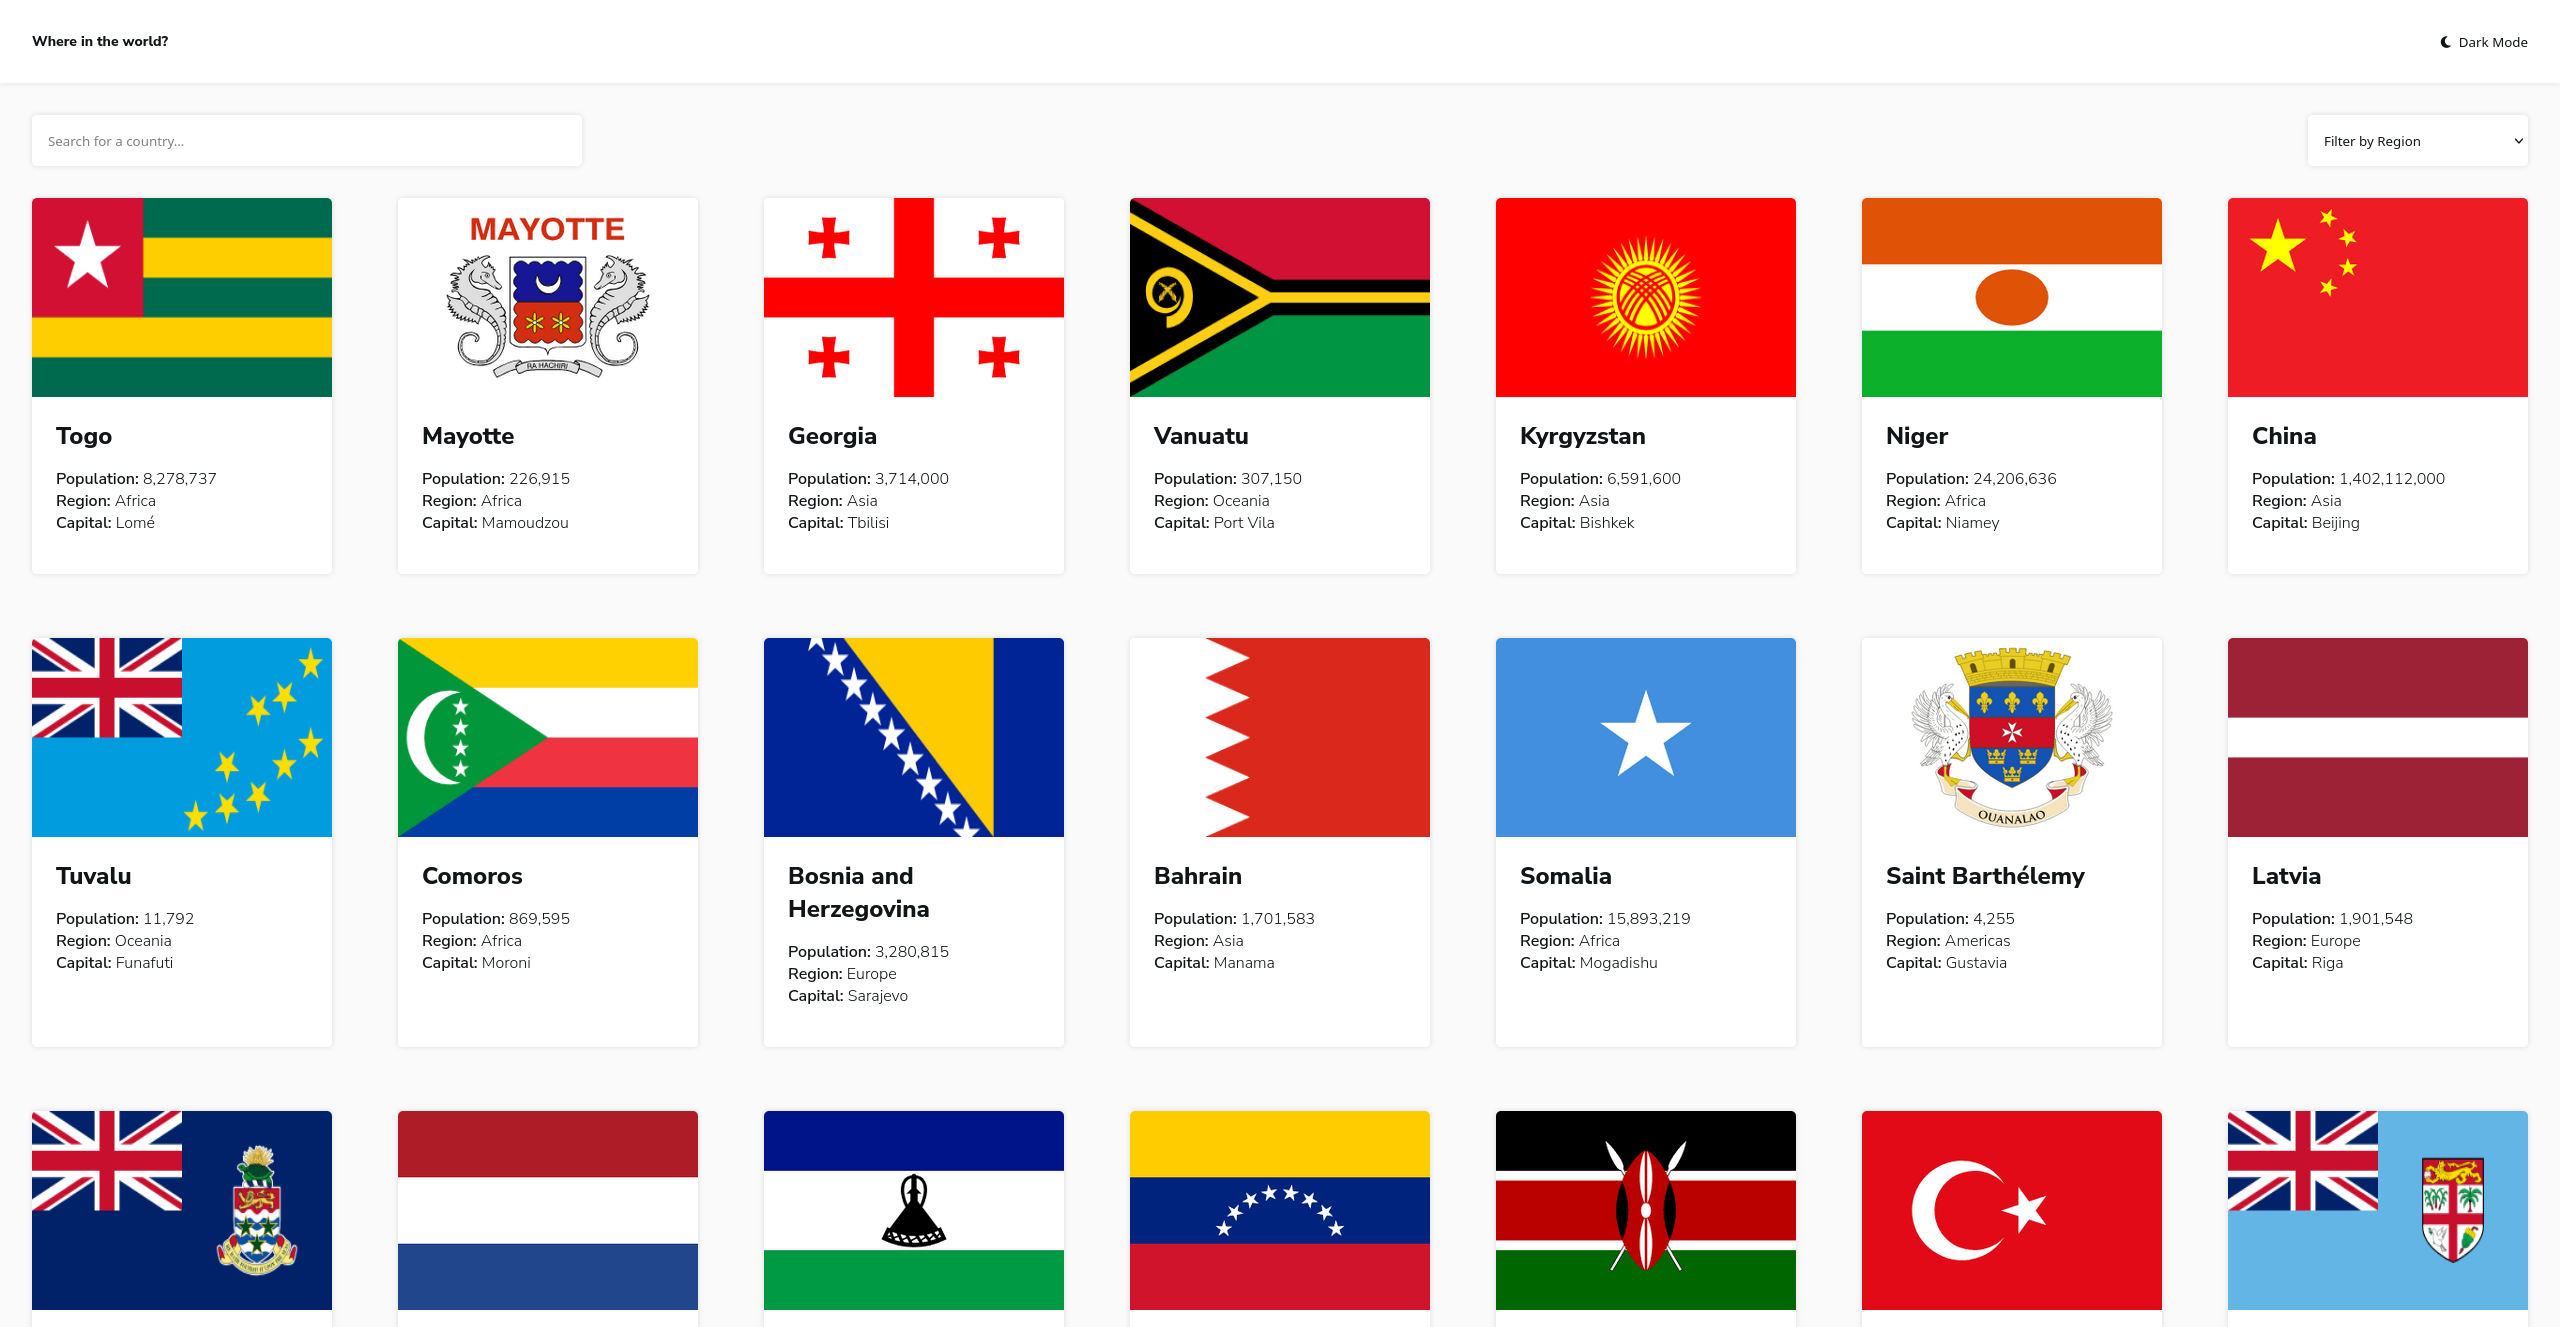 Where in the world?
Dark Mode
Search for a country...
Filter by Region
MAYOTTE
RA HACHIRI
Togo
Population: 8,278,737
Region: Africa
Capital: Lomé
Mayotte
Population: 226,915
Region: Africa
Capital: Mamoudzou
Georgia
Population: 3,714,000
Region: Asia
Capital: Tbilisi
Vanuatu
Population: 307,150
Region: Oceania
Capital: Port Vila
Kyrgyzstan
Population: 6,591,600
Region: Asia
Capital: Bishkek
Niger
Population: 24,206,636
Region: Africa
Capital: Niamey
China
Population: 1,402,112,000
Region: Asia
Capital: Beijing
OUANALAO
Tuvalu
Population: 11,792
Region: Oceania
Capital: Funafuti
Comoros
Population: 869,595
Region: Africa
Capital: Moroni
Bosnia and
Herzegovina
Population: 3,280,815
Region: Europe
Capital: Sarajevo
Bahrain
Population: 1,701,583
Region: Asia
Capital: Manama
Somalia
Population: 15,893,219
Region: Africa
Capital: Mogadishu
Saint Barthélemy
Population: 4,255
Region: Americas
Capital: Gustavia
Latvia
Population: 1,901,548
Region: Europe
Capital: Riga